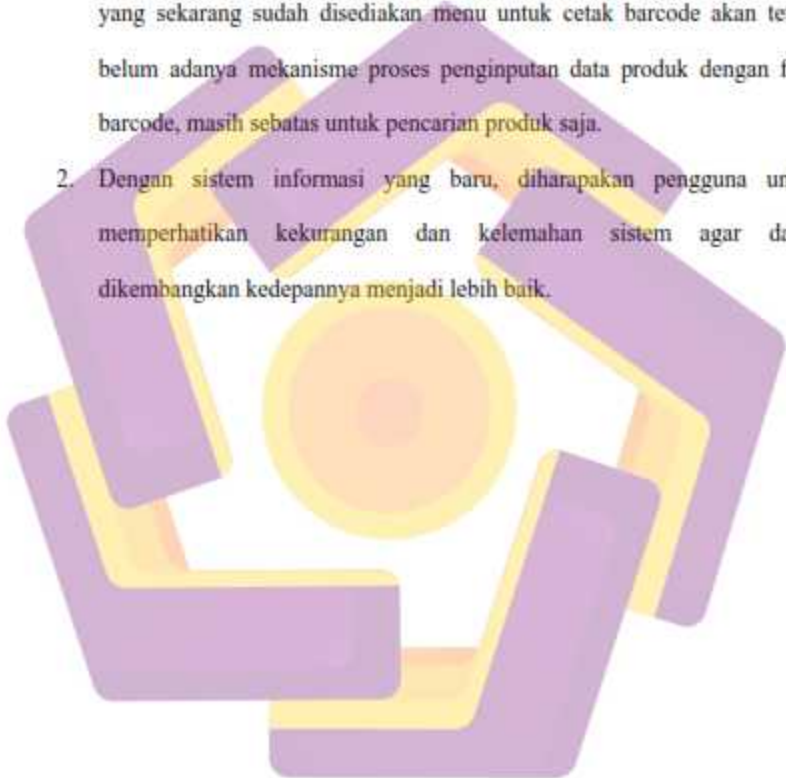 yang sekarang sudah disediakan menu untuk cetak barcode akan te
belum adanya mekanisme proses penginputan data produk dengan f
barcode, masih sebatas untuk pencarian produk saja.
2. Dengan sistem informasi yang baru, diharapakan pengguna un
memperhatikan kekurangan dan kelemahan sistem agar da
dikembangkan kedepannya menjadi lebih baik.